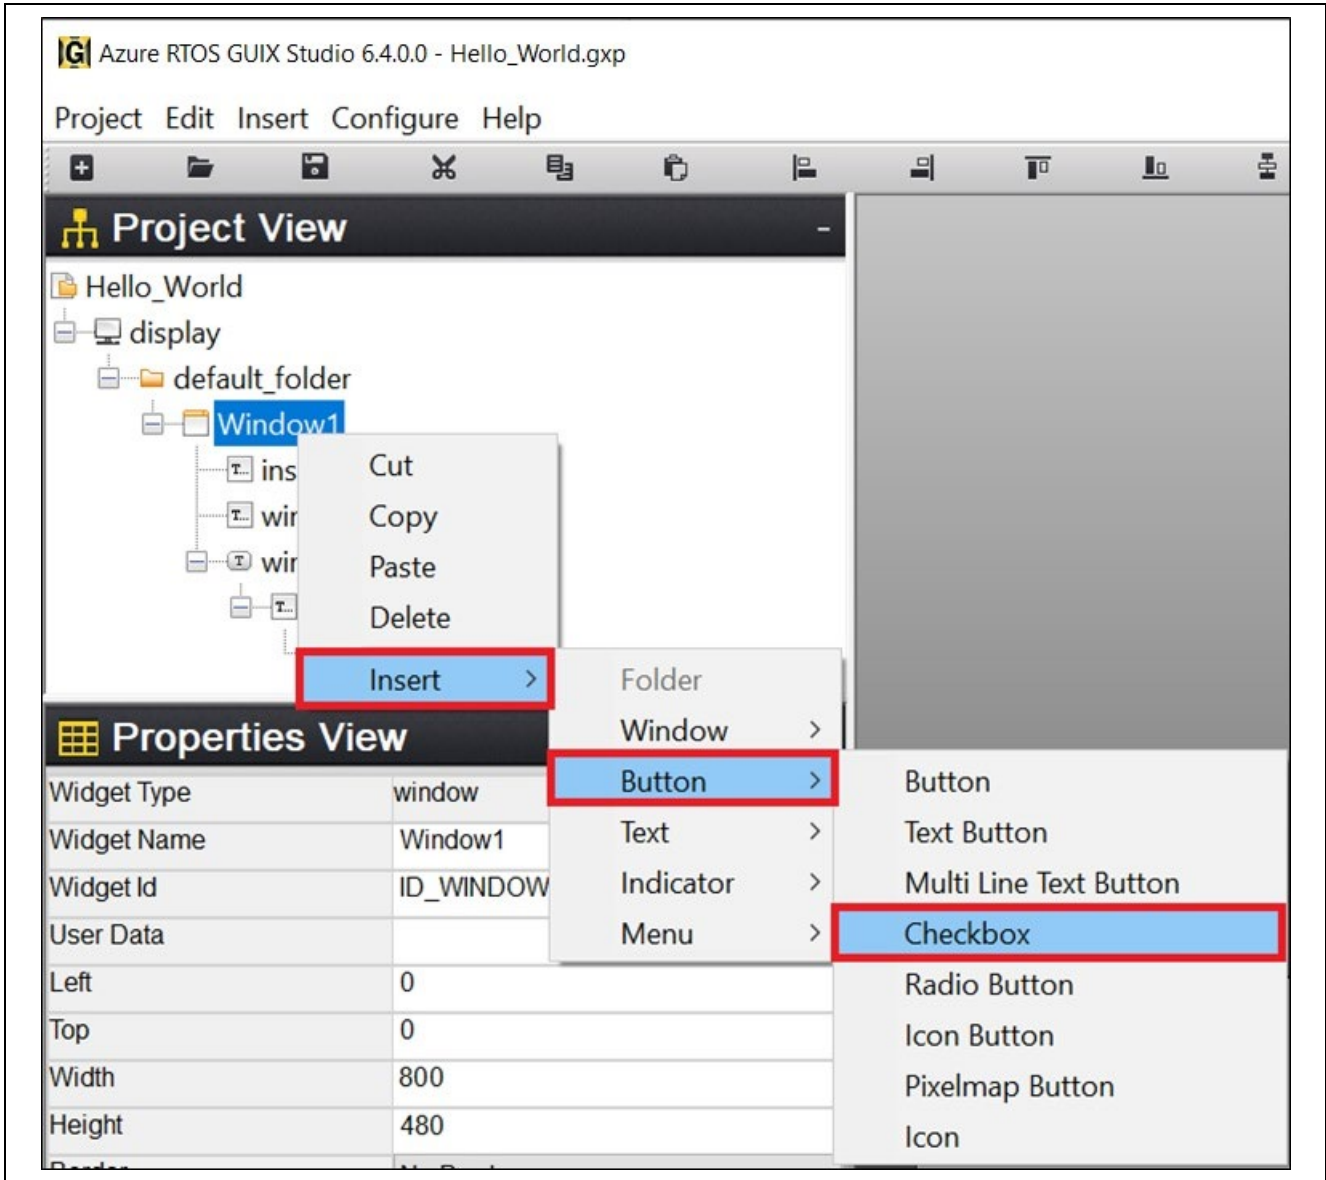 Azure RTOS GUIX Studio 6.4.0.0 - Hello_World.gxp
Project Edit Insert Configure Help
Project View
Hello_World
display
default_folder
Window1
Cut
Copy
Paste
Delete
Insert
Folder
Window
Button
Text
Indicator
Menu
Button
Text Button
Multi Line Text Button
Checkbox
Radio Button
Icon Button
Pixelmap Button
Icon
Properties View
Widget Type window
Widget Name Window1
Widget Id ID_WINDOW
User Data
Left 0
Top 0
Width 800
Height 480